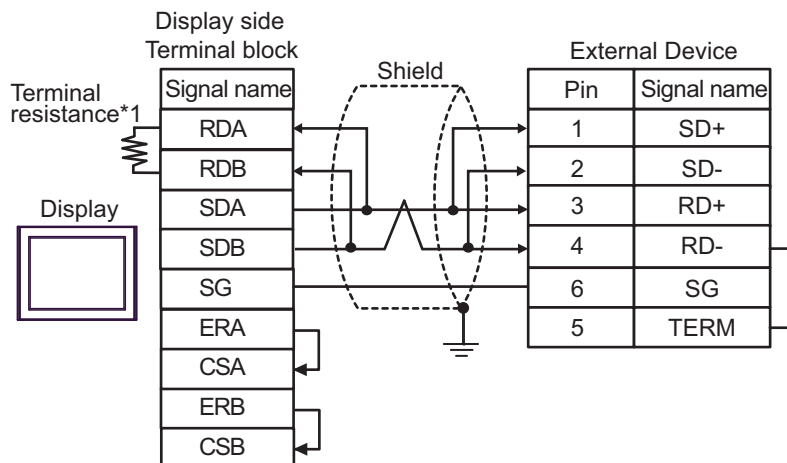 Display side
Terminal block
Shield
External Device
Terminal
resistance*1
Display
Signal name
RDA
RDB
SDA
SDB
SG
ERA
CSA
ERB
CSB
Pin Signal name
1 SD+
2 SD-
3 RD+
4 RD-
6 SG
5 TERM